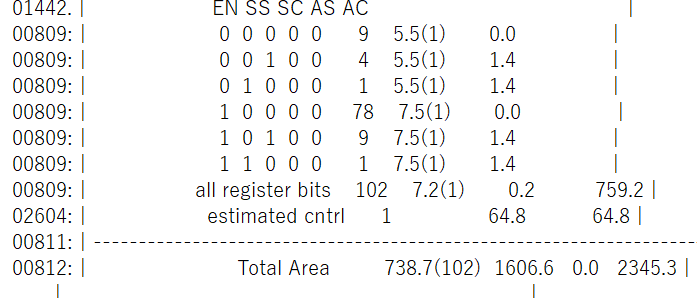 01442. | EN SS SC AS AC |
00809: | 0 0 0 0 0 9 5.5(1) 0.0 |
00809: | 0 0 1 0 0 4 5.5(1) 1.4 |
00809: | 0 1 0 0 0 1 5.5(1) 1.4 |
00809: | 1 0 0 0 0 78 7.5(1) 0.0 |
00809: | 1 0 1 0 0 9 7.5(1) 1.4 |
00809: | 1 1 0 0 0 1 7.5(1) 1.4 |
00809: | all register bits 102 7.2(1) 0.2 759.2 |
02604: | estimated cntrl 1 64.8 64.8 |
00811: | --------------------------------------------------------------------
00812: | Total Area 738.7(102) 1606.6 0.0 2345.3 |
| |